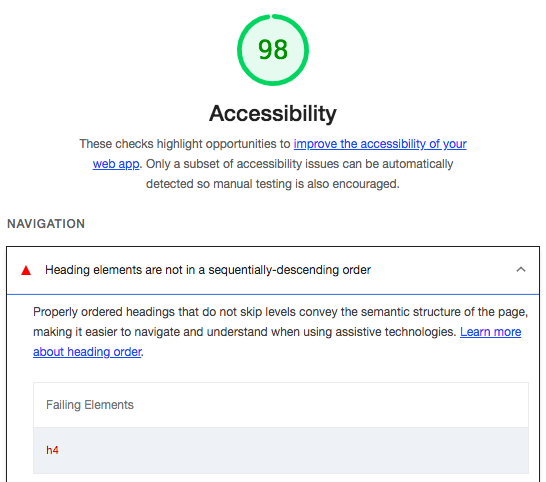 98
Accessibility
These checks highlight opportunities to improve the accessibility of your
web app. Only a subset of accessibility issues can be automatically
detected so manual testing is also encouraged.
NAVIGATION
Heading elements are not in a sequentially-descending order
Properly ordered headings that do not skip levels convey the semantic structure of the page,
making it easier to navigate and understand when using assistive technologies. Learn more
about heading order.
Failing Elements
h4